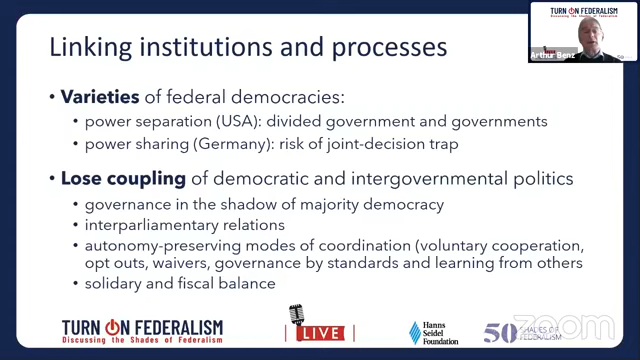 Linking institutions and processes
• Varieties of federal democracies:
• power separation (USA): divided government and governments
• power sharing (Germany): risk of joint-decision trap
• Lose coupling of democratic and intergovernmental politics
• governance in the shadow of majority democracy
• interparliamentary relations
• autonomy-preserving modes of coordination (voluntary cooperation,
opt outs, waivers, governance by standards and learning from others
• solidary and fiscal balance
TURN ON FEDERALISM
Discussing the Shades of Federalism
LIVE
Hanns
Seidel
Foundation
50 SHADES OF
FEDERALISM
zoom
TURN ON FEDERALISM
Discussing the Shades of Federalism
Arthur Benz